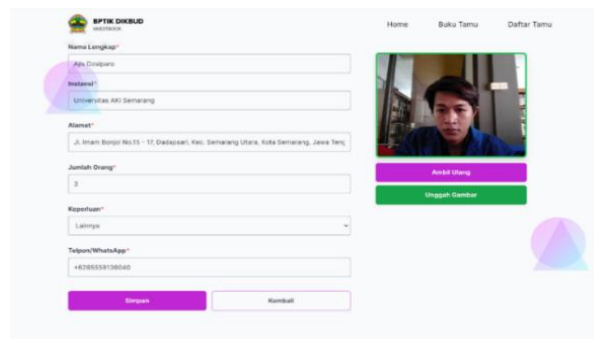 BPTIK DIKBUD
GUESTBOOK
Home
Buku Tamu
Daftar Tamu
Nama Lengkap*
Instansi*
Universitas AKI Semarang
Alamat*
Jl. Imam Bonjol No.15 - 17, Dadapsari, Kec. Semarang Utara, Kota Semarang, Jawa Teng
Jumlah Orang*
3
Keperluan*
Lainnya
Telpon/WhatsApp*
+6285559138040
Simpan
Kembali
Ambil Ulang
Unggah Gambar